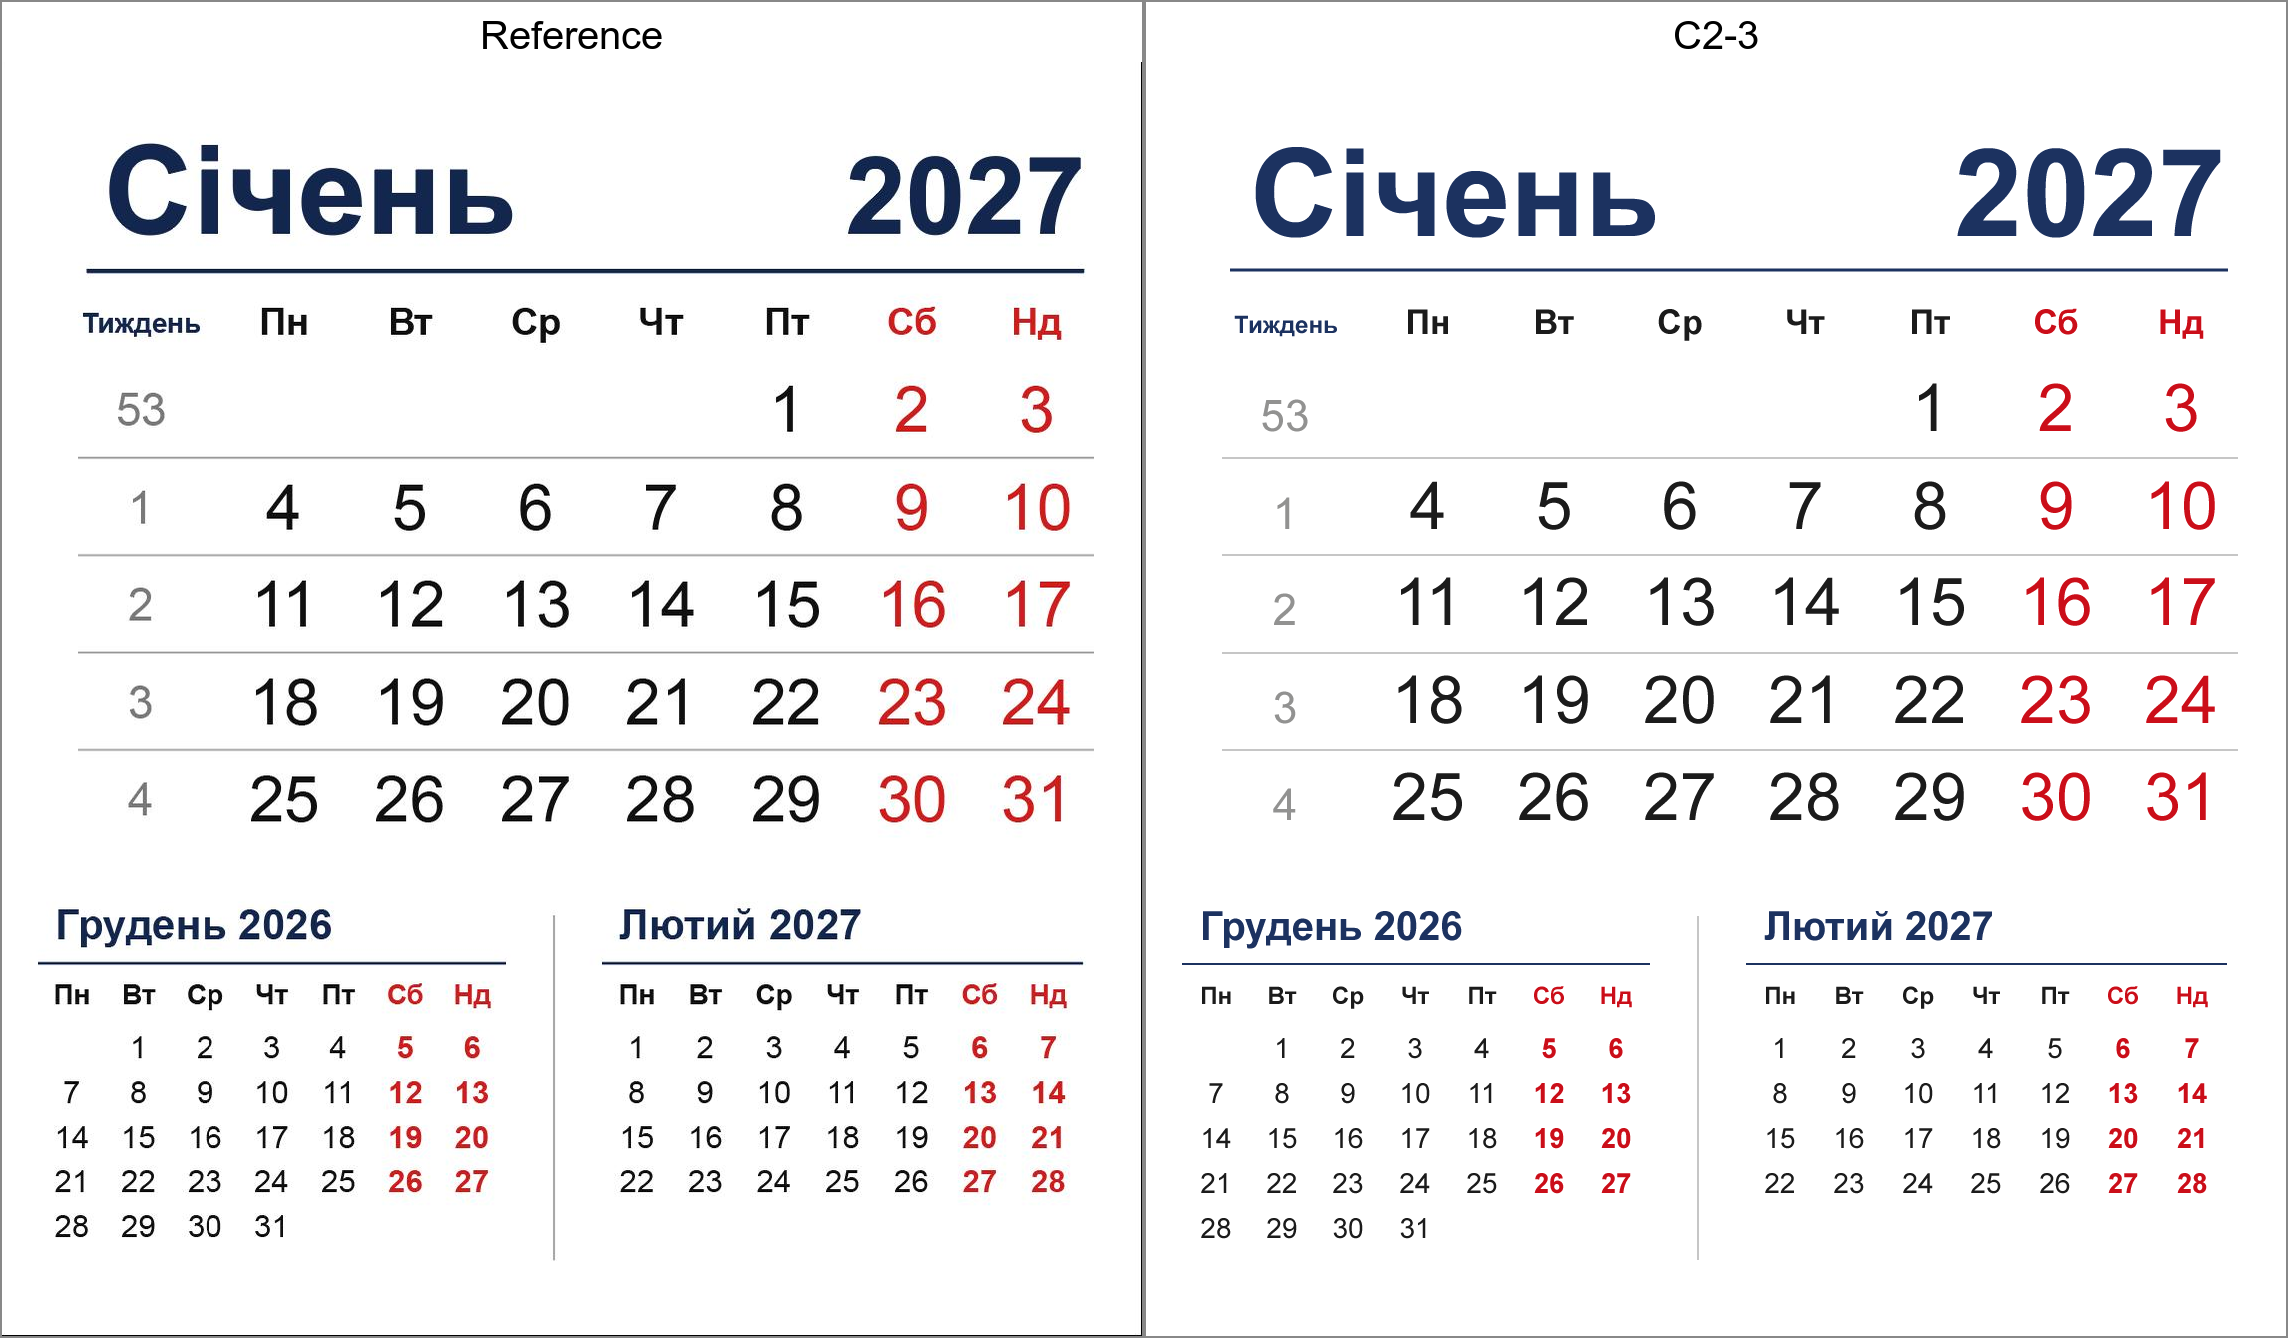 Reference
Січень 2027
Тиждень Пн Вт Ср Чт Пт Сб Нд
53 1 2 3
1 4 5 6 7 8 9 10
2 11 12 13 14 15 16 17
3 18 19 20 21 22 23 24
4 25 26 27 28 29 30 31
Грудень 2026
Пн Вт Ср Чт Пт Сб Нд
1 2 3 4 5 6
7 8 9 10 11 12 13
14 15 16 17 18 19 20
21 22 23 24 25 26 27
28 29 30 31
Лютий 2027
Пн Вт Ср Чт Пт Сб Нд
1 2 3 4 5 6 7
8 9 10 11 12 13 14
15 16 17 18 19 20 21
22 23 24 25 26 27 28
C2-3
Січень 2027
Тиждень Пн Вт Ср Чт Пт Сб Нд
53 1 2 3
1 4 5 6 7 8 9 10
2 11 12 13 14 15 16 17
3 18 19 20 21 22 23 24
4 25 26 27 28 29 30 31
Грудень 2026
Пн Вт Ср Чт Пт Сб Нд
1 2 3 4 5 6
7 8 9 10 11 12 13
14 15 16 17 18 19 20
21 22 23 24 25 26 27
28 29 30 31
Лютий 2027
Пн Вт Ср Чт Пт Сб Нд
1 2 3 4 5 6 7
8 9 10 11 12 13 14
15 16 17 18 19 20 21
22 23 24 25 26 27 28